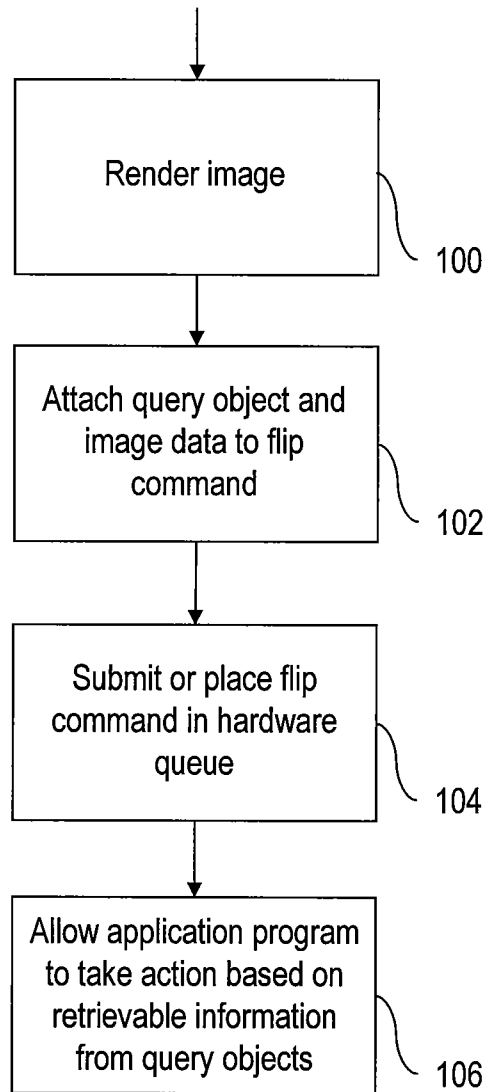 Render image
100
Attach query object and
image data to flip
command
102
Submit or place flip
command in hardware
queue
104
Allow application program
to take action based on
retrievable information
from query objects
106